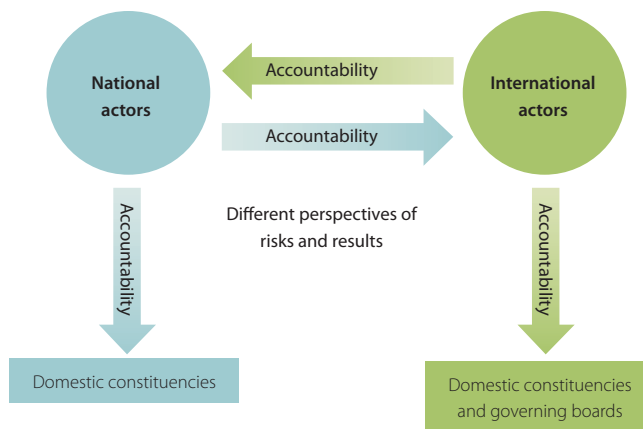 National
actors
Accountability
International
actors
Accountability
Accountability
Different perspectives of
risks and results
Accountability
Domestic constituencies
Domestic constituencies
and governing boards